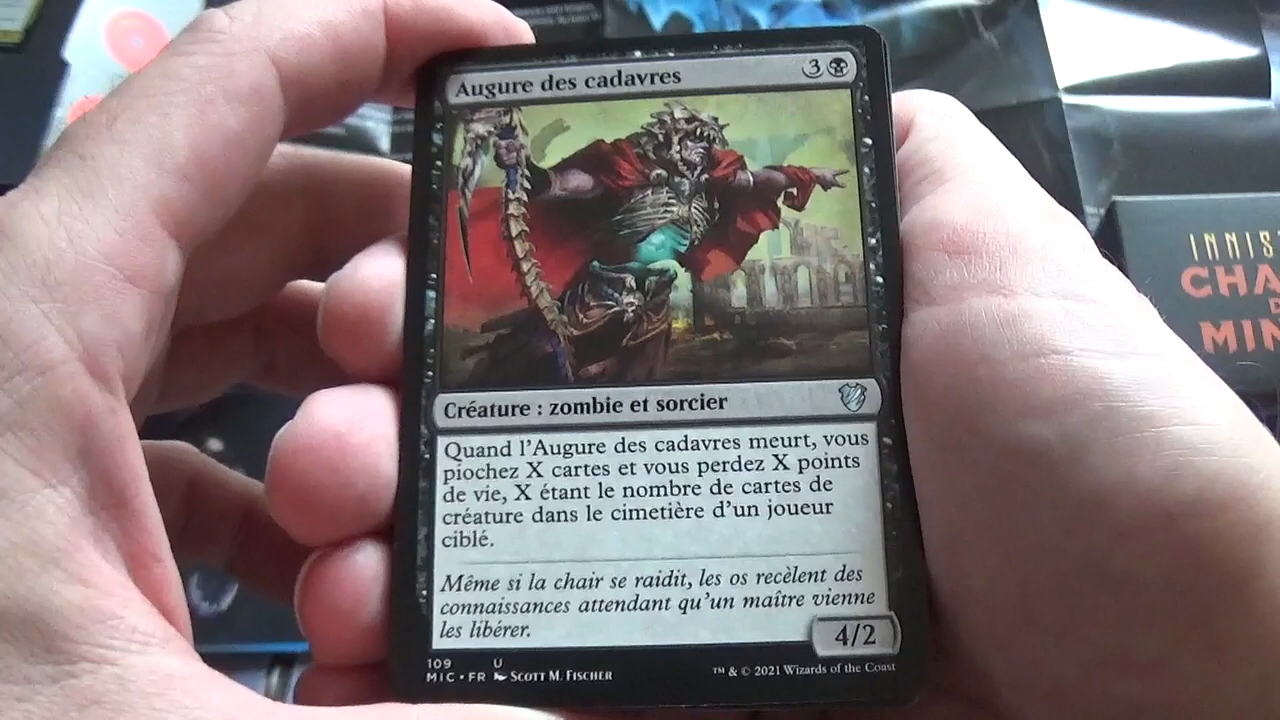 Augure des cadavres
3
Créature : zombie et sorcier
Quand l'Augure des cadavres meurt, vous
piochez X cartes et vous perdez X points
de vie, X étant le nombre de cartes de
créature dans le cimetière d'un joueur
ciblé.
Même si la chair se raidit, les os recèlent des
connaissances attendant qu'un maître vienne
les libérer.
4/2
109 U
MIC • FR Scott M. Fischer
™ & © 2021 Wizards of the Coast
INNIS
CHA
D
MIN